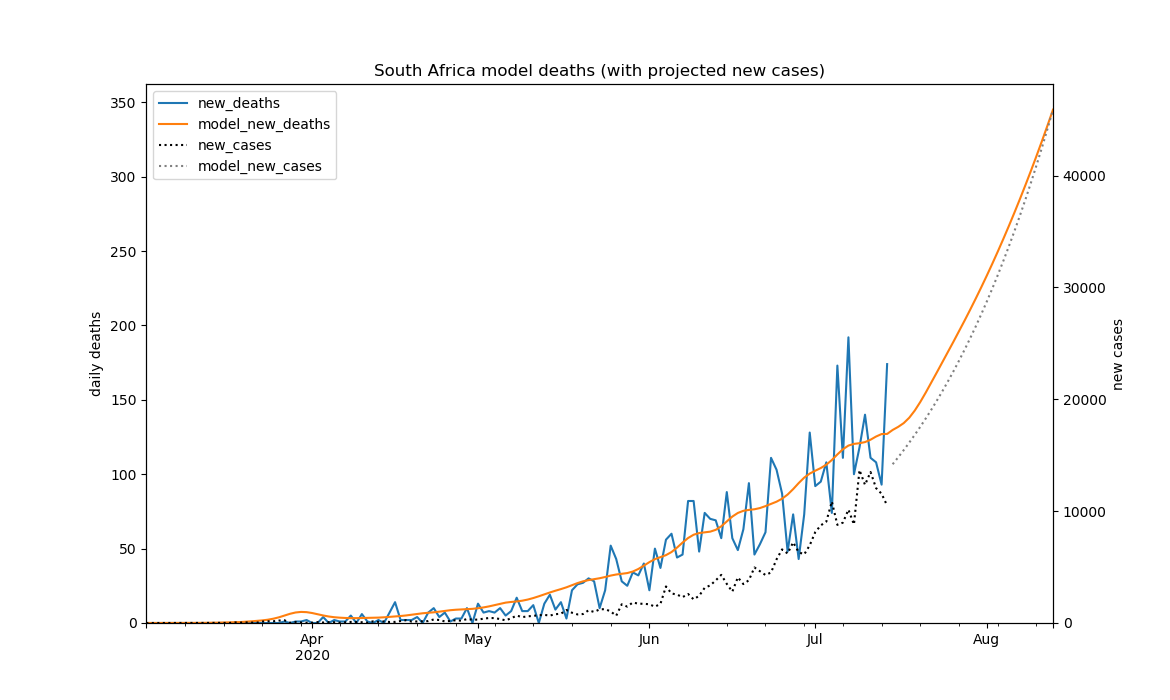 South Africa model deaths (with projected new cases)
new_deaths
model_new_deaths
new_cases
model_new_cases
350
300
250
200
150
100
50
0
daily deaths
40000
30000
20000
10000
0
new cases
Apr
2020
May
Jun
Jul
Aug